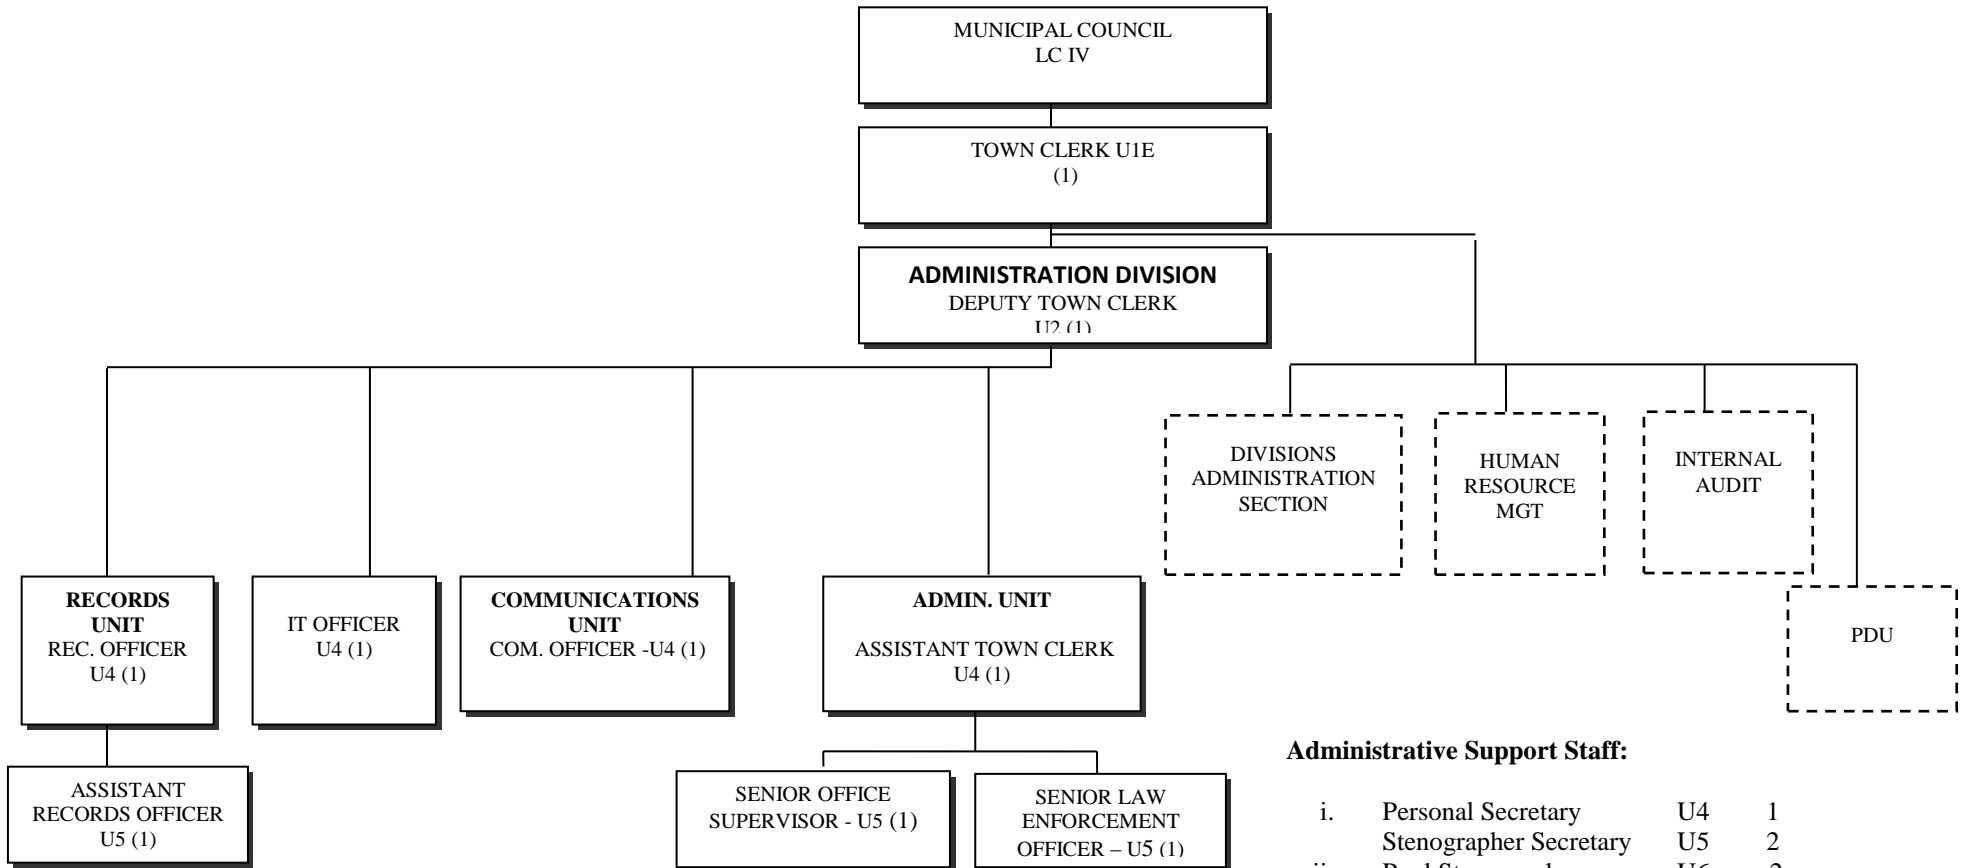 MUNICIPAL COUNCIL
LC IV
TOWN CLERK U1E
(1)
ADMINISTRATION DIVISION
DEPUTY TOWN CLERK
U2 (1)
DIVISIONS
ADMINISTRATION
SECTION
HUMAN
RESOURCE
MGT
INTERNAL
AUDIT
PDU
RECORDS
UNIT
REC. OFFICER
U4 (1)
IT OFFICER
U4 (1)
COMMUNICATIONS
UNIT
COM. OFFICER -U4 (1)
ADMIN. UNIT
ASSISTANT TOWN CLERK
U4 (1)
ASSISTANT
RECORDS OFFICER
U5 (1)
SENIOR OFFICE
SUPERVISOR - U5 (1)
SENIOR LAW
ENFORCEMENT
OFFICER – U5 (1)
Administrative Support Staff:
i. Personal Secretary U4 1
Stenographer Secretary U5 2